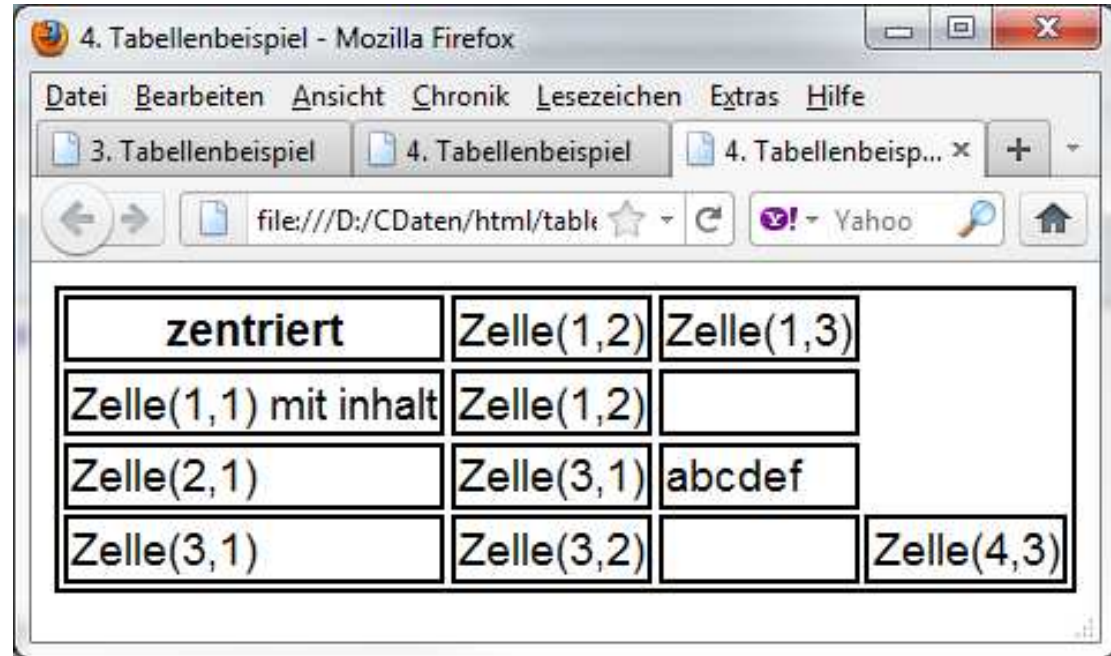 4. Tabellenbeispiel - Mozilla Firefox
Datei Bearbeiten Ansicht Chronik Lesezeichen Extras Hilfe
3. Tabellenbeispiel 4. Tabellenbeispiel 4. Tabellenbeisp...
file:///D:/CDaten/html/table Yahoo
zentriert Zelle(1,2) Zelle(1,3)
Zelle(1,1) mit inhalt Zelle(1,2)
Zelle(2,1) Zelle(3,1) abcdef
Zelle(3,1) Zelle(3,2) Zelle(4,3)